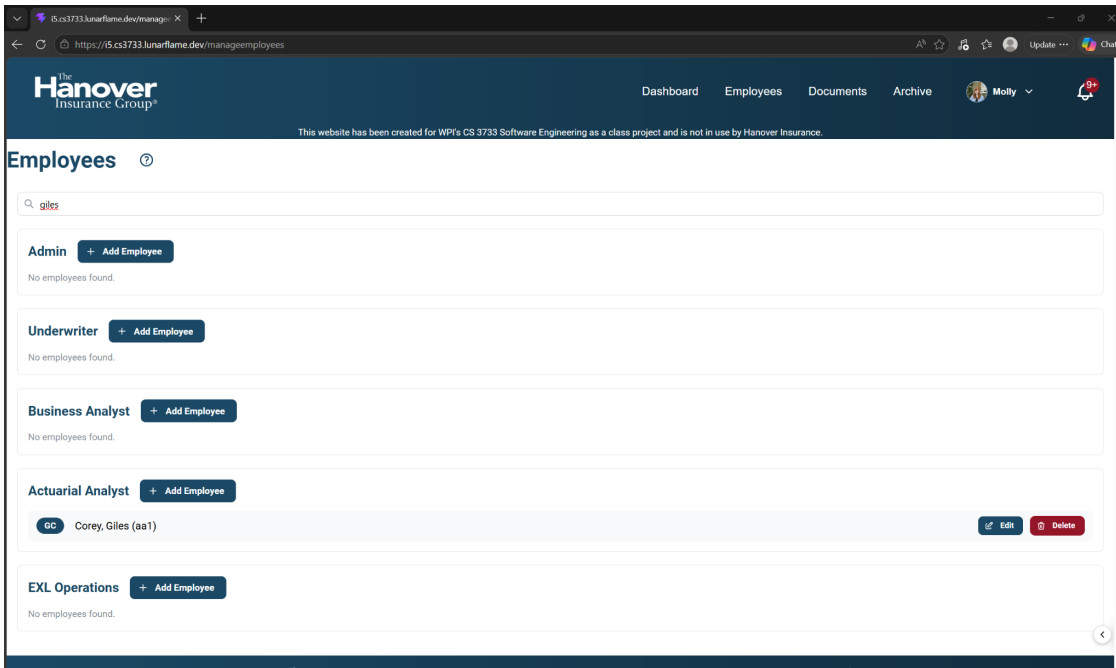 i5.cs3733.lunarflame.dev/manage
https://i5.cs3733.lunarflame.dev/manageemployees
Update
Chat
The
Hanover
Insurance Group®
Dashboard
Employees
Documents
Archive
Molly
9+
This website has been created for WPI's CS 3733 Software Engineering as a class project and is not in use by Hanover Insurance.
Employees
giles
Admin
+ Add Employee
No employees found.
Underwriter
+ Add Employee
No employees found.
Business Analyst
+ Add Employee
No employees found.
Actuarial Analyst
+ Add Employee
GC
Corey, Giles (aa1)
Edit
Delete
EXL Operations
+ Add Employee
No employees found.